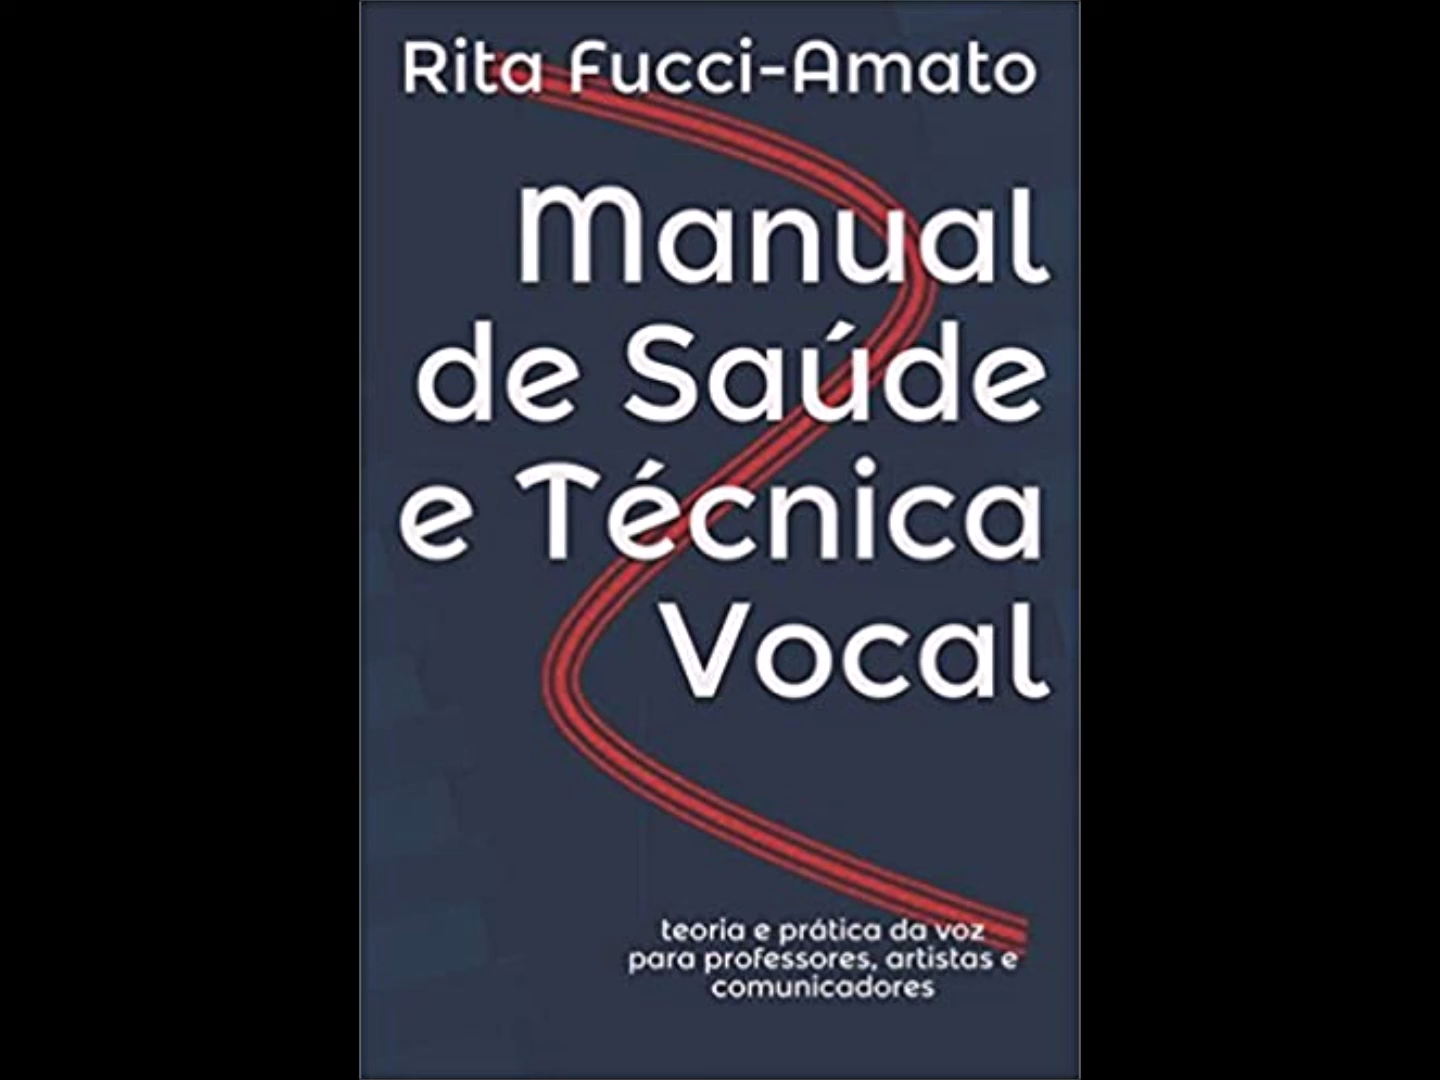 Rita Fucci-Amato
Manual
de Saúde
e Técnica
Vocal
teoria e prática da voz
para professores, artistas e
comunicadores